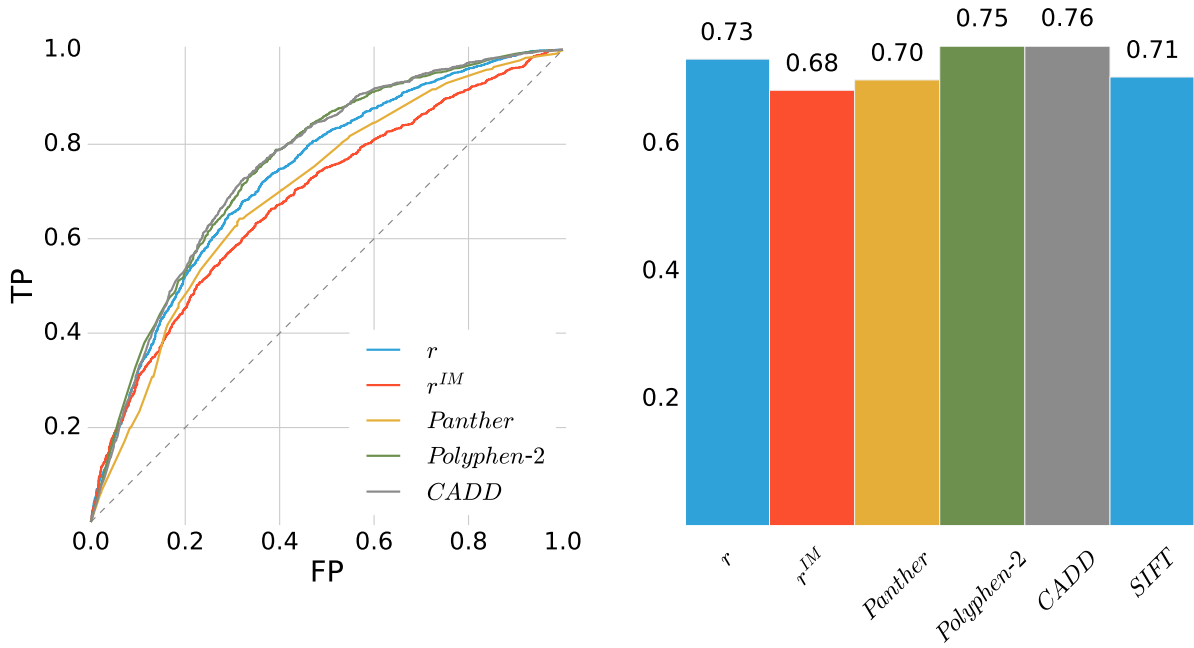 1.0
0.8
0.6
0.4
0.2
TP
0.0 0.2 0.4 0.6 0.8 1.0
FP
r
r^{IM}
Panther
Polyphen-2
CADD
0.73
0.68
0.70
0.75
0.76
0.71
0.6
0.4
0.2
r
r^{IM}
Panther
Polyphen-2
CADD
SIFT